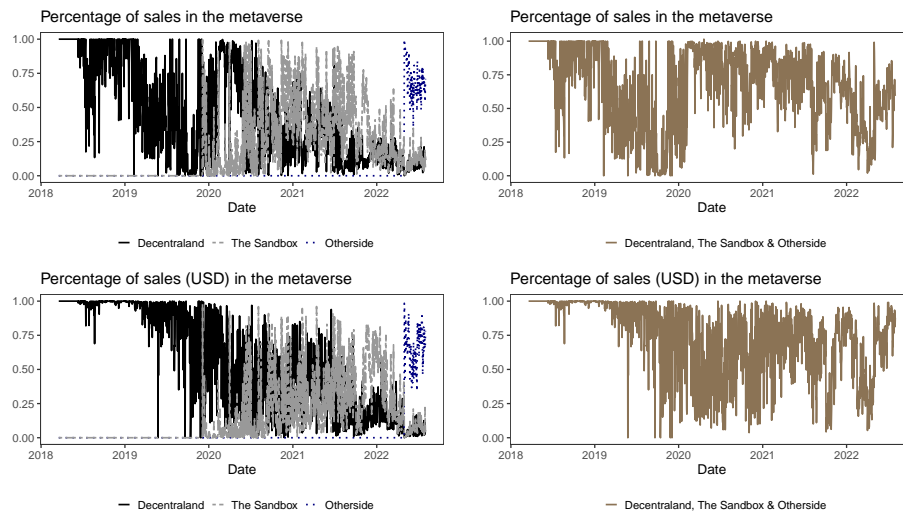 Percentage of sales in the metaverse
1.00
0.75
0.50
0.25
0.00
2018 2019 2020 2021 2022
Date
Decentraland The Sandbox Otherside
Percentage of sales in the metaverse
1.00
0.75
0.50
0.25
0.00
2018 2019 2020 2021 2022
Date
Decentraland, The Sandbox & Otherside
Percentage of sales (USD) in the metaverse
1.00
0.75
0.50
0.25
0.00
2018 2019 2020 2021 2022
Date
Decentraland The Sandbox Otherside
Percentage of sales (USD) in the metaverse
1.00
0.75
0.50
0.25
0.00
2018 2019 2020 2021 2022
Date
Decentraland, The Sandbox & Otherside